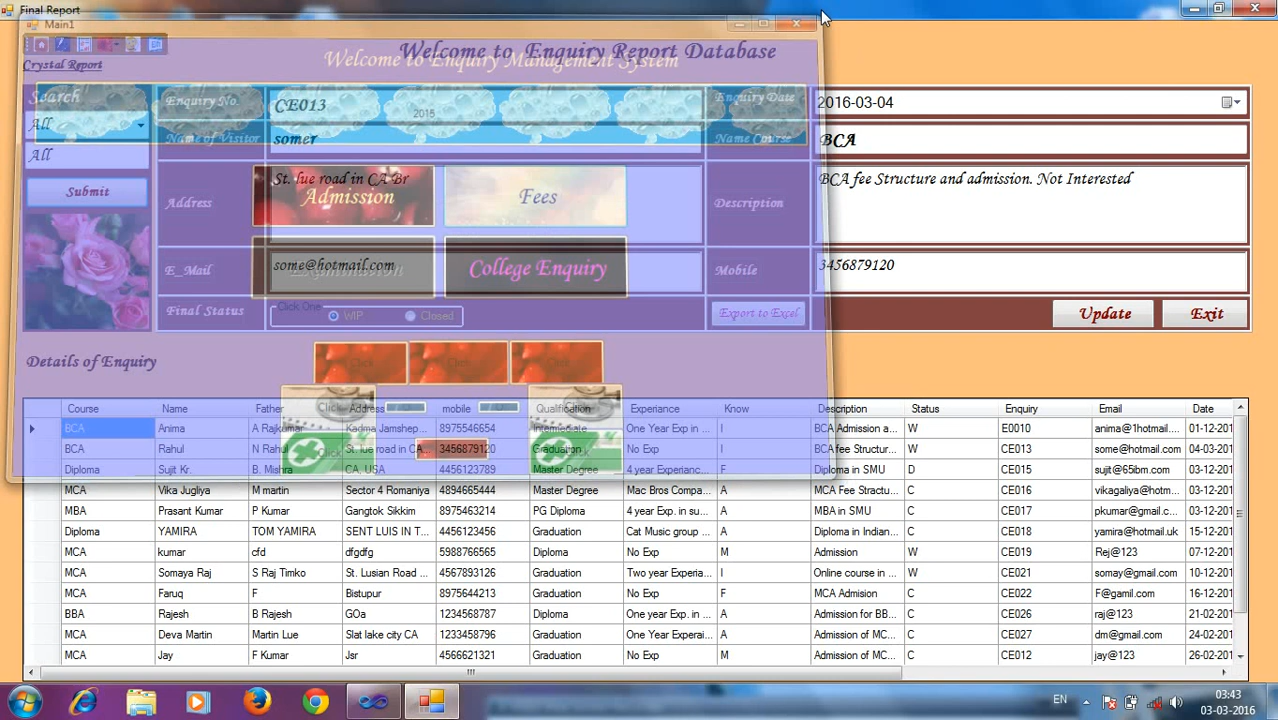 Final Report
Main1
Welcome to Enquiry Report Database
Welcome to Enquiry Management System
Crystal Report
Search
All
All
Submit
Enquiry No.
CE013
2015
Enquiry Date
2016-03-04
Name of Visitor
somer
Name Course
BCA
Address
St. lue road in CA Br
Admission
Fees
Description
BCA fee Structure and admission. Not Interested
E_Mail
some@hotmail.com
College Enquiry
Mobile
3456879120
Final Status
Click One
WIP
Closed
Export to Excel
Update
Exit
Details of Enquiry
Click
Click
Click
Click
Click
Course Name Father Address mobile Qualification Experiance Know Description Status Enquiry Email Date
BCA Anima A Rajkumar Kadma Jamshep... 8975546654 Intermediate One Year Exp in ... I BCA Admission a... W E0010 anima@1hotmail... 01-12-201
BCA Rahul N Rahul St. lue road in CA... 3456879120 Graduation No Exp I BCA fee Structur... W CE013 some@hotmail.com 04-03-201
Diploma Sujit Kr. B. Mishra CA, USA 4456123789 Master Degree 4 year Experianc... F Diploma in SMU D CE015 sujit@65ibm.com 03-12-201
MCA Vika Jugliya M martin Sector 4 Romaniya 4894665444 Master Degree Mac Bros Compa... A MCA Fee Structu... C CE016 vikagaliya@hotm... 03-12-201
MBA Prasant Kumar P Kumar Gangtok Sikkim 8975463214 PG Diploma 4 year Exp. in su... A MBA in SMU C CE017 pkumar@gmail.c... 03-12-201
Diploma YAMIRA TOM YAMIRA SENT LUIS IN T... 4456123456 Graduation Cat Music group ... A Diploma in Indian... C CE018 yamira@hotmail.uk 15-12-201
MCA kumar cfd dfgdfg 5988766565 Diploma No Exp M Admission W CE019 Rej@123 07-12-201
MCA Somaya Raj S Raj Timko St. Lusian Road ... 4567893126 Graduation Two year Experia... I Online course in ... W CE021 somay@gmail.com 10-12-201
MCA Faruq F Bistupur 8975644213 Graduation No Exp F MCA Admision C CE022 F@gamil.com 16-12-201
BBA Rajesh B Rajesh GOa 1234568787 Diploma One year Exp. in ... A Admission for BB... C CE026 raj@123 21-02-201
MCA Deva Martin Martin Lue Slat lake city CA 1233458796 Graduation One Year Experai... A Admission of MC... C CE027 dm@gmail.com 24-02-201
MCA Jay F Kumar Jsr 4566621321 Graduation No Exp M Admission of MC... C CE012 jay@123 26-02-201
EN
03:43
03-03-2016